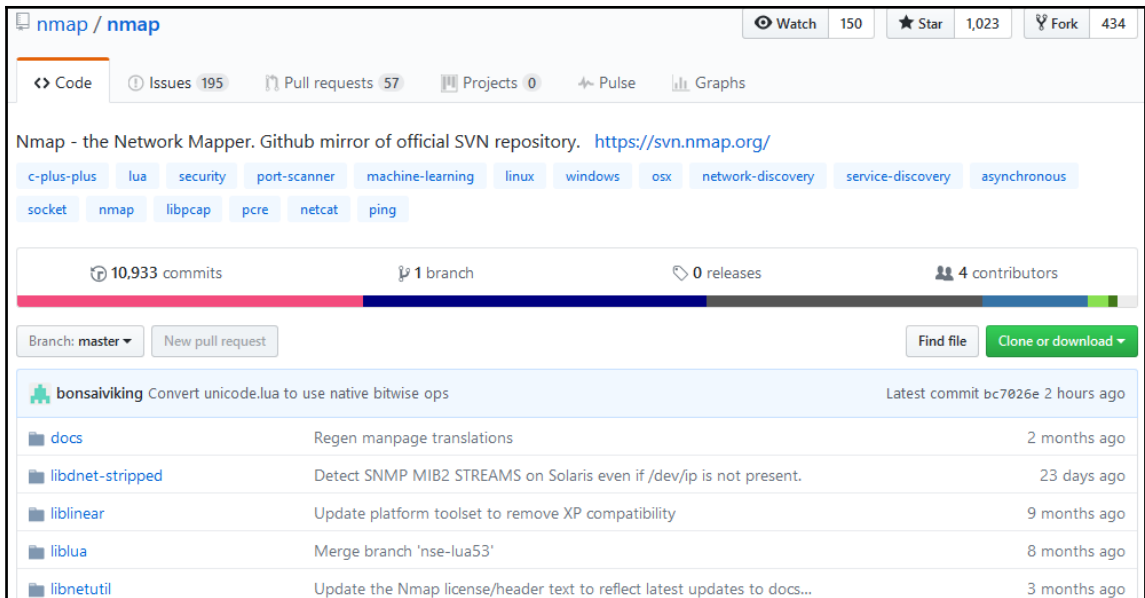 nmap / nmap Watch 150 Star 1,023 Fork 434
<> Code Issues 195 Pull requests 57 Projects 0 Pulse Graphs
Nmap - the Network Mapper. Github mirror of official SVN repository. https://svn.nmap.org/
c-plus-plus lua security port-scanner machine-learning linux windows osx network-discovery service-discovery asynchronous
socket nmap libpcap pcre netcat ping
10,933 commits 1 branch 0 releases 4 contributors
Branch: master New pull request Find file Clone or download
bonsaiviking Convert unicode.lua to use native bitwise ops Latest commit bc7026e 2 hours ago
docs Regen manpage translations 2 months ago
libdnet-stripped Detect SNMP MIB2 STREAMS on Solaris even if /dev/ip is not present. 23 days ago
liblinear Update platform toolset to remove XP compatibility 9 months ago
liblua Merge branch 'nse-lua53' 8 months ago
libnetutil Update the Nmap license/header text to reflect latest updates to docs... 3 months ago